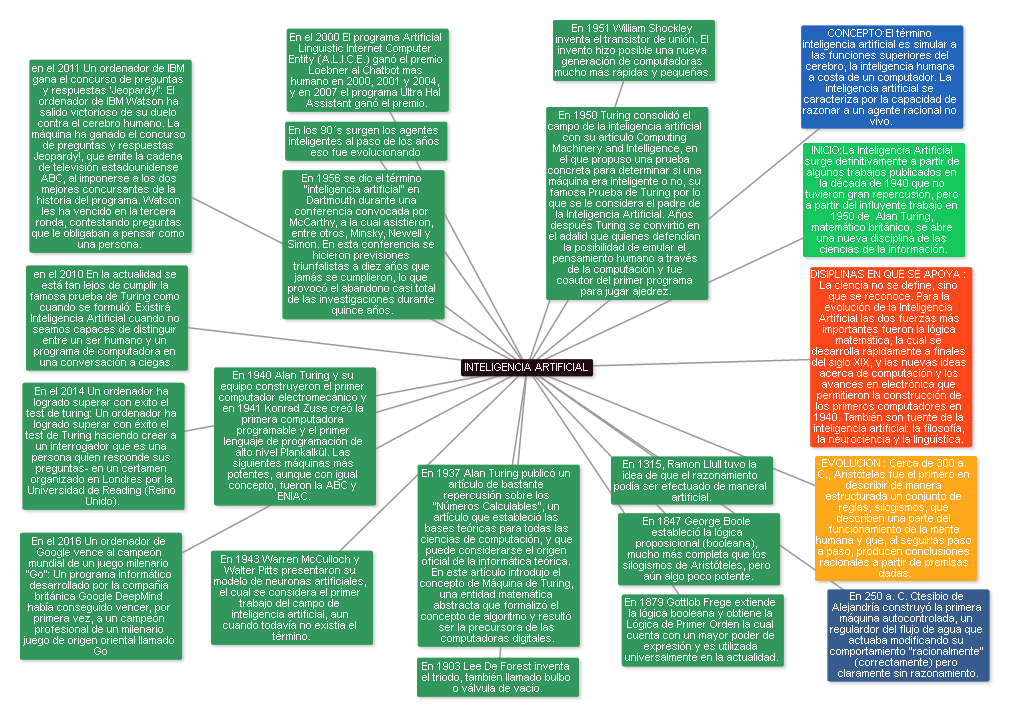 en el 2011 Un ordenador de IBM
gana el concurso de preguntas
y respuestas 'Jeopardy!': El
ordenador de IBM Watson ha
salido victorioso de su duelo
contra el cerebro humano. La
máquina ha ganado el concurso
de preguntas y respuestas
Jeopardy!, que emite la cadena
de televisión estadounidense
ABC, al imponerse a los dos
mejores concursantes de la
historia del programa. Watson
les ha vencido en la tercera
ronda, contestando preguntas
que le obligaban a pensar como
una persona.
en el 2010 En la actualidad se
está tan lejos de cumplir la
famosa prueba de Turing como
cuando se formuló: Existirá
Inteligencia Artificial cuando no
seamos capaces de distinguir
entre un ser humano y un
programa de computadora en
una conversación a ciegas.
En el 2014 Un ordenador ha
logrado superar con exito el
test de turing: Un ordenador ha
logrado superar con éxito el
test de Turing haciendo creer a
un interrogador que es una
persona quien responde sus
preguntas- en un certamen
organizado en Londres por la
Universidad de Reading (Reino
Unido).
En el 2016 Un ordenador de
Google vence al campeón
mundial de un juego milenario
"Go": Un programa informático
desarrollado por la compañía
británica Google DeepMind
había conseguido vencer, por
primera vez, a un campeón
profesional de un milenario
juego de origen oriental llamado
Go
En el 2000 El programa Artificial
Linguistic Internet Computer
Entity (A.L.I.C.E.) ganó el premio
Loebner al Chatbot mas
humano en 2000, 2001 y 2004,
y en 2007 el programa Ultra Hal
Assistant ganó el premio.
En los 90´s surgen los agentes
inteligentes al paso de los años
eso fue evolucionando
En 1956 se dio el término
"inteligencia artificial" en
Dartmouth durante una
conferencia convocada por
McCarthy, a la cual asistieron,
entre otros, Minsky, Newell y
Simon. En esta conferencia se
hicieron previsiones
triunfalistas a diez años que
jamás se cumplieron, lo que
provocó el abandono casi total
de las investigaciones durante
quince años.
En 1940 Alan Turing y su
equipo construyeron el primer
computador electromecánico y
en 1941 Konrad Zuse creó la
primera computadora
programable y el primer
lenguaje de programación de
alto nivel Plankalkül. Las
siguientes máquinas más
potentes, aunque con igual
concepto, fueron la ABC y
ENIAC.
En 1943 Warren McCulloch y
Walter Pitts presentaron su
modelo de neuronas artificiales,
el cual se considera el primer
trabajo del campo de
inteligencia artificial, aun
cuando todavía no existía el
término.
En 1951 William Shockley
inventa el transistor de unión. El
invento hizo posible una nueva
generación de computadoras
mucho más rápidas y pequeñas.
En 1950 Turing consolidó el
campo de la inteligencia artificial
con su artículo Computing
Machinery and Intelligence, en
el que propuso una prueba
concreta para determinar si una
máquina era inteligente o no, su
famosa Prueba de Turing por lo
que se le considera el padre de
la Inteligencia Artificial. Años
después Turing se convirtió en
el adalid que quienes defendían
la posibilidad de emular el
pensamiento humano a través
de la computación y fue
coautor del primer programa
para jugar ajedrez.
INTELIGENCIA ARTIFICIAL
En 1937 Alan Turing publicó un
artículo de bastante
repercusión sobre los
"Números Calculables", un
artículo que estableció las
bases teóricas para todas las
ciencias de computación, y que
puede considerarse el origen
oficial de la informática teórica.
En este artículo introdujo el
concepto de Máquina de Turing,
una entidad matemática
abstracta que formalizó el
concepto de algoritmo y resultó
ser la precursora de las
computadoras digitales.
En 1903 Lee De Forest inventa
el triodo, también llamado bulbo
o válvula de vacío.
En 1315, Ramon Llull tuvo la
idea de que el razonamiento
podía ser efectuado de maneral
artificial.
En 1847 George Boole
estableció la lógica
proposicional (booleana),
mucho más completa que los
silogismos de Aristóteles, pero
aún algo poco potente.
En 1879 Gottlob Frege extiende
la lógica booleana y obtiene la
Lógica de Primer Orden la cual
cuenta con un mayor poder de
expresión y es utilizada
universalmente en la actualidad.
CONCEPTO:El término
inteligencia artificial es simular a
las funciones superiores del
cerebro, la inteligencia humana
a costa de un computador. La
inteligencia artificial se
caracteriza por la capacidad de
razonar a un agente racional no
vivo.
INICIO:La Inteligencia Artificial
surge definitivamente a partir de
algunos trabajos publicados en
la década de 1940 que no
tuvieron gran repercusión, pero
a partir del influyente trabajo en
1950 de Alan Turing,
matemático británico, se abre
una nueva disciplina de las
ciencias de la información.
DISIPLINAS EN QUE SE APOYA :
La ciencia no se define, sino
que se reconoce. Para la
evolución de la Inteligencia
Artificial las dos fuerzas más
importantes fueron la lógica
matemática, la cual se
desarrolla rápidamente a finales
del siglo XIX, y las nuevas ideas
acerca de computación y los
avances en electrónica que
permitieron la construcción de
los primeros computadores en
1940. También son fuente de la
inteligencia artificial: la filosofía,
la neurociencia y la lingüística.
EVOLUCION : Cerca de 300 a.
C., Aristóteles fue el primero en
describir de manera
estructurada un conjunto de
reglas, silogismos, que
describen una parte del
funcionamiento de la mente
humana y que, al seguirlas paso
a paso, producen conclusiones
racionales a partir de premisas
dadas.
En 250 a. C. Ctesibio de
Alejandría construyó la primera
máquina autocontrolada, un
regulardor del flujo de agua que
actuaba modificando su
comportamiento "racionalmente"
(correctamente) pero
claramente sin razonamiento.